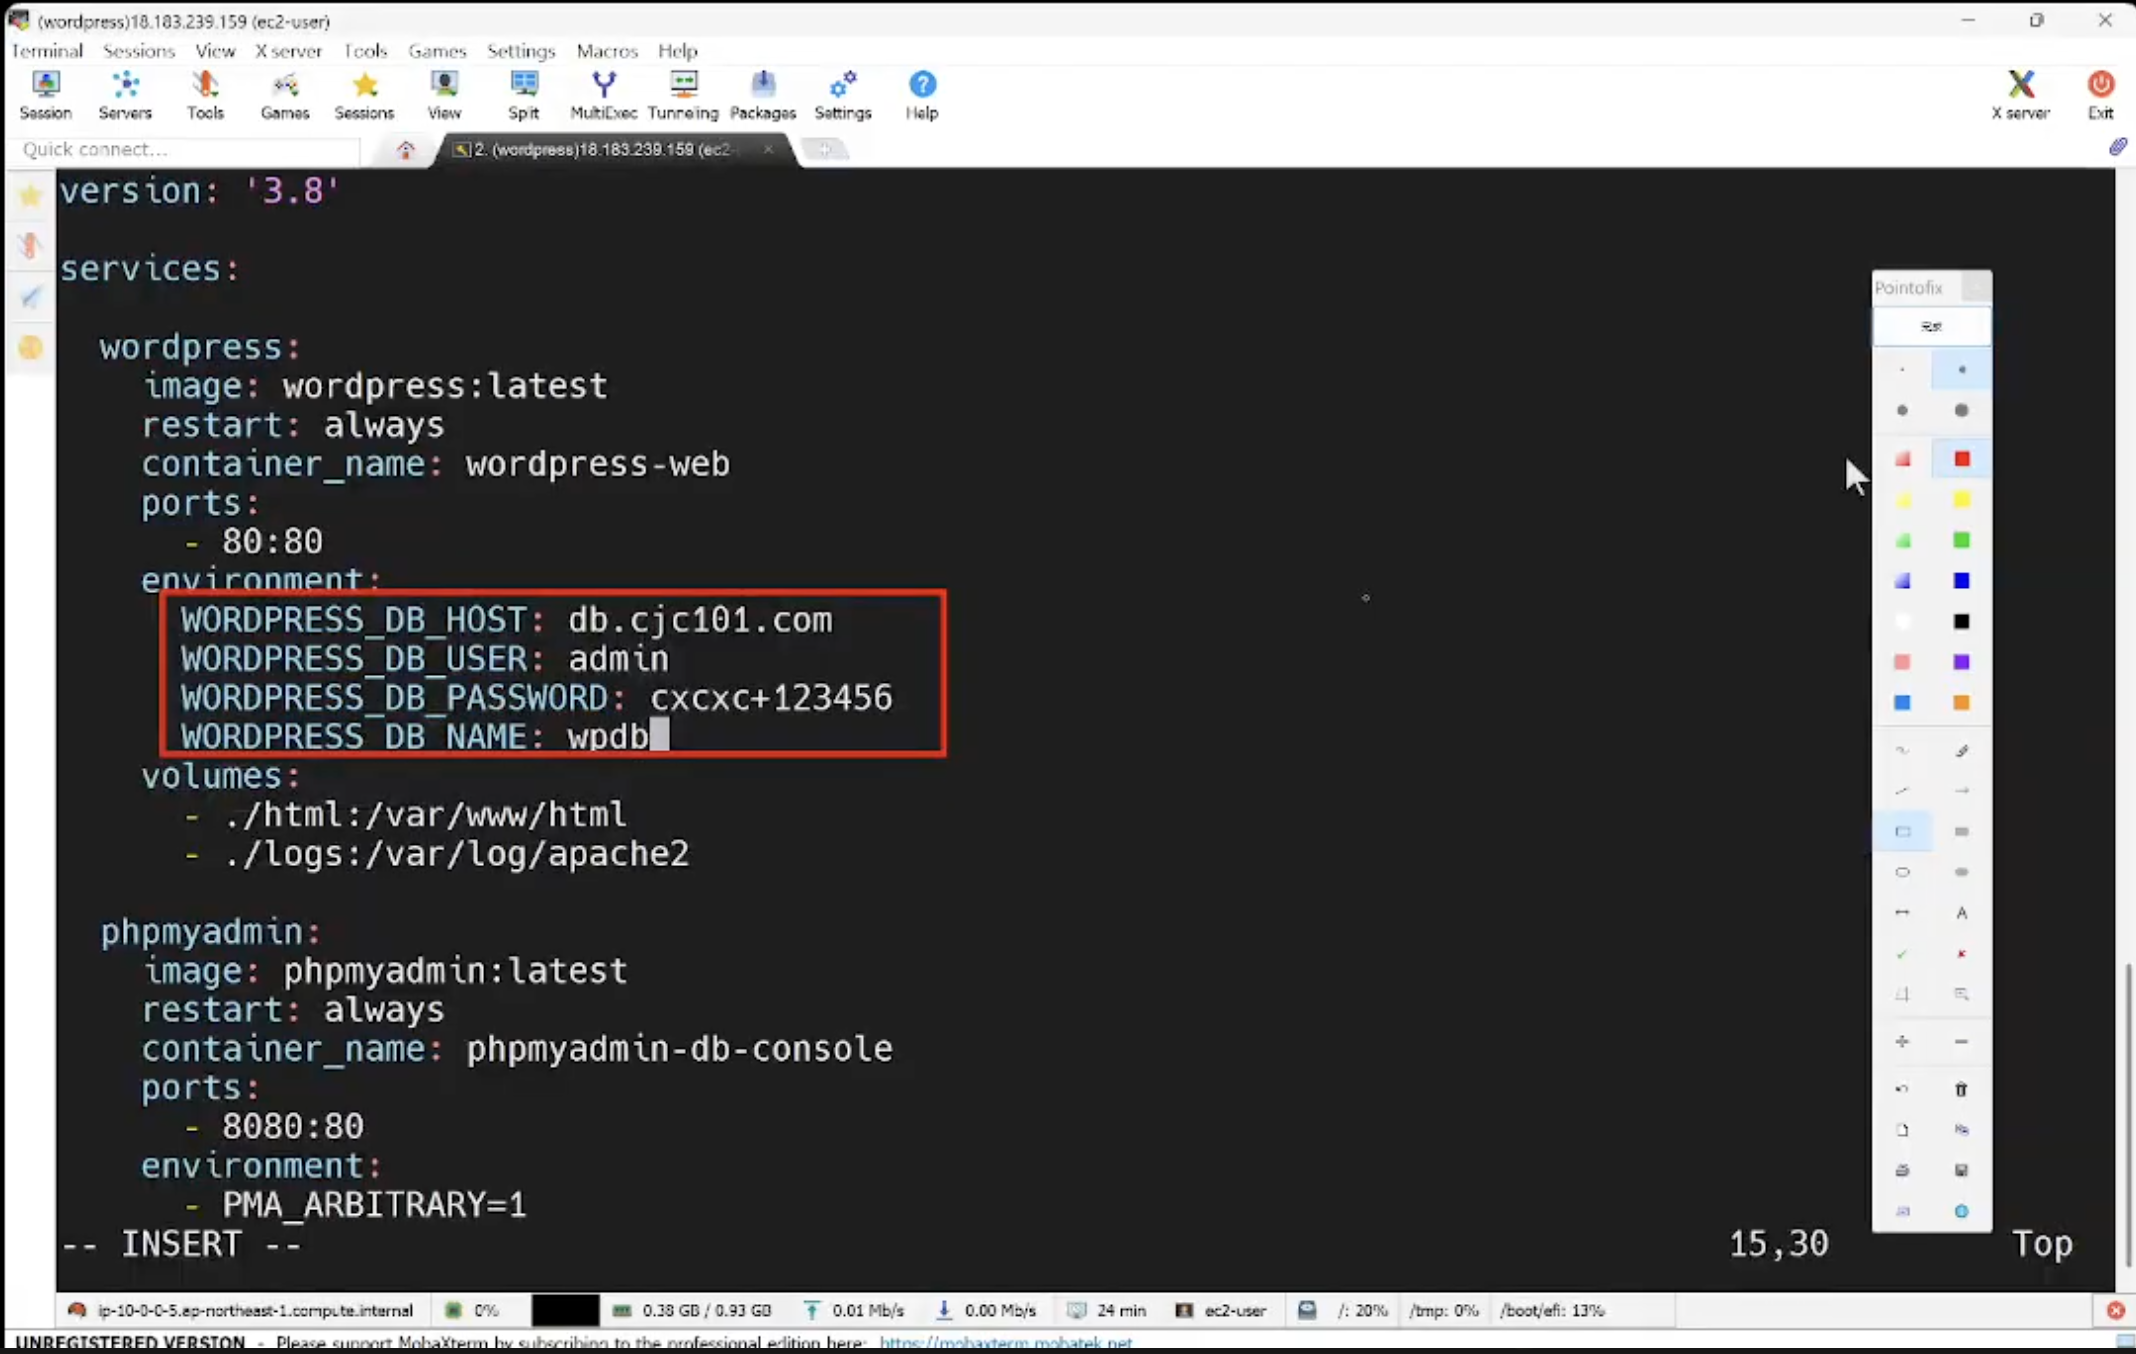 (wordpress)18.183.239.159 (ec2-user)
Terminal Sessions View X server Tools Games Settings Macros Help
Session Servers Tools Games Sessions View Split MultiExec Tunneling Packages Settings Help X server Exit
Quick connect...
2. (wordpress)18.183.239.159 (ec2-
version: '3.8'
services:
wordpress:
image: wordpress:latest
restart: always
container_name: wordpress-web
ports:
- 80:80
environment:
WORDPRESS_DB_HOST: db.cjc101.com
WORDPRESS_DB_USER: admin
WORDPRESS_DB_PASSWORD: cxcxc+123456
WORDPRESS_DB_NAME: wpdb
volumes:
- ./html:/var/www/html
- ./logs:/var/log/apache2
phpmyadmin:
image: phpmyadmin:latest
restart: always
container_name: phpmyadmin-db-console
ports:
- 8080:80
environment:
- PMA_ARBITRARY=1
-- INSERT -- 15,30 Top
Pointofix
A
ip-10-0-0-5.ap-northeast-1.compute.internal 0% 0.38 GB / 0.93 GB 0.01 Mb/s 0.00 Mb/s 24 min ec2-user /: 20% /tmp: 0% /boot/efi: 13%
UNREGISTERED VERSION - Please support MobaXterm by subscribing to the professional edition here: https://mobaxterm.mobatek.net